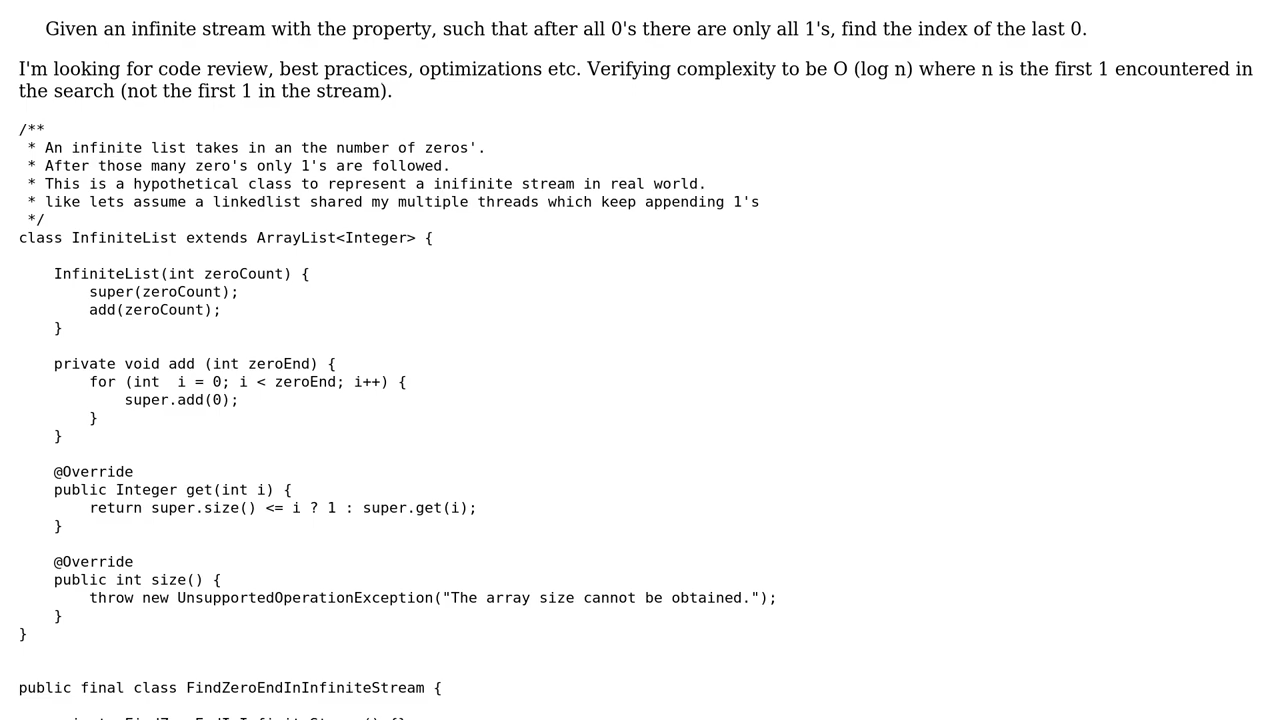 Given an infinite stream with the property, such that after all 0's there are only all 1's, find the index of the last 0.
I'm looking for code review, best practices, optimizations etc. Verifying complexity to be O (log n) where n is the first 1 encountered in
the search (not the first 1 in the stream).
/**
 * An infinite list takes in an the number of zeros'.
 * After those many zero's only 1's are followed.
 * This is a hypothetical class to represent a inifinite stream in real world.
 * like lets assume a linkedlist shared my multiple threads which keep appending 1's
 */
class InfiniteList extends ArrayList<Integer> {
    InfiniteList(int zeroCount) {
        super(zeroCount);
        add(zeroCount);
    }
    private void add (int zeroEnd) {
        for (int  i = 0; i < zeroEnd; i++) {
            super.add(0);
        }
    }
    @Override
    public Integer get(int i) {
        return super.size() <= i ? 1 : super.get(i);
    }
    @Override
    public int size() {
        throw new UnsupportedOperationException("The array size cannot be obtained.");
    }
}
public final class FindZeroEndInInfiniteStream {